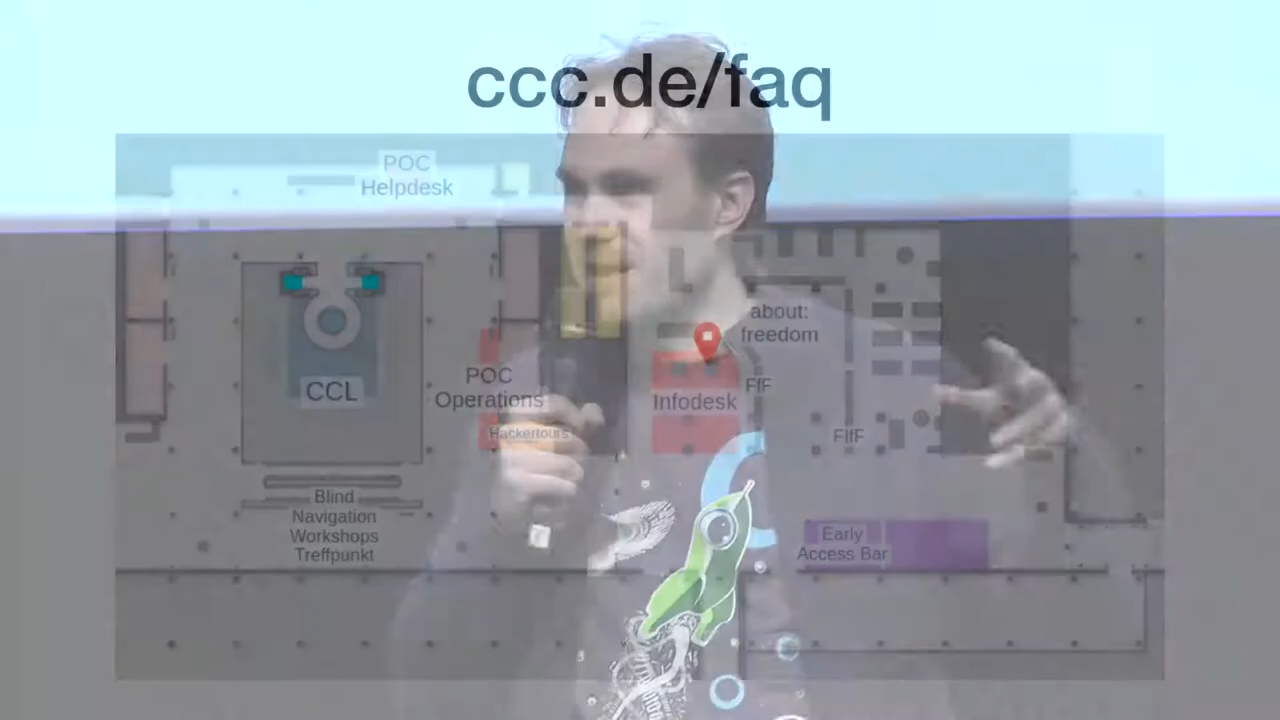 ccc.de/faq
POC
Helpdesk
about:
freedom
CCL
POC
Operations
Hackertours
Infodesk
FfF
FIfF
Blind
Navigation
Workshops
Treffpunkt
Early
Access Bar